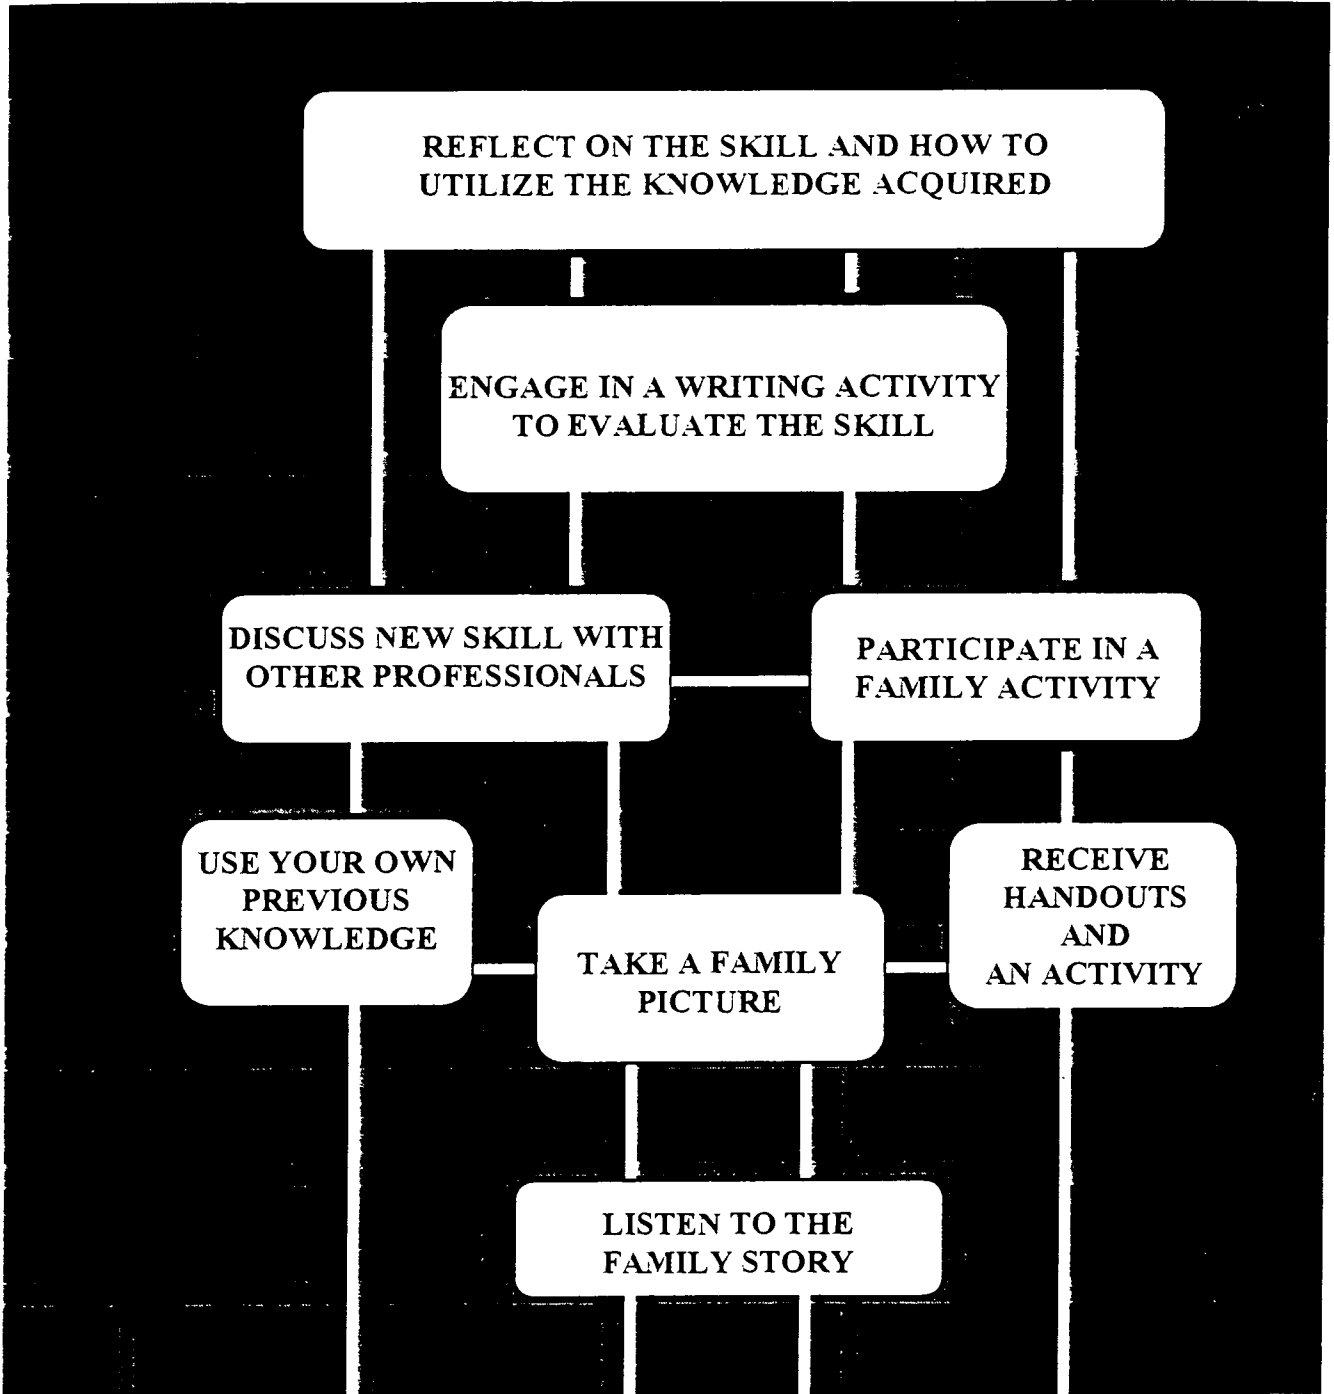 REFLECT ON THE SKILL AND HOW TO
UTILIZE THE KNOWLEDGE ACQUIRED
ENGAGE IN A WRITING ACTIVITY
TO EVALUATE THE SKILL
DISCUSS NEW SKILL WITH
OTHER PROFESSIONALS
PARTICIPATE IN A
FAMILY ACTIVITY
USE YOUR OWN
PREVIOUS
KNOWLEDGE
TAKE A FAMILY
PICTURE
RECEIVE
HANDOUTS
AND
AN ACTIVITY
LISTEN TO THE
FAMILY STORY